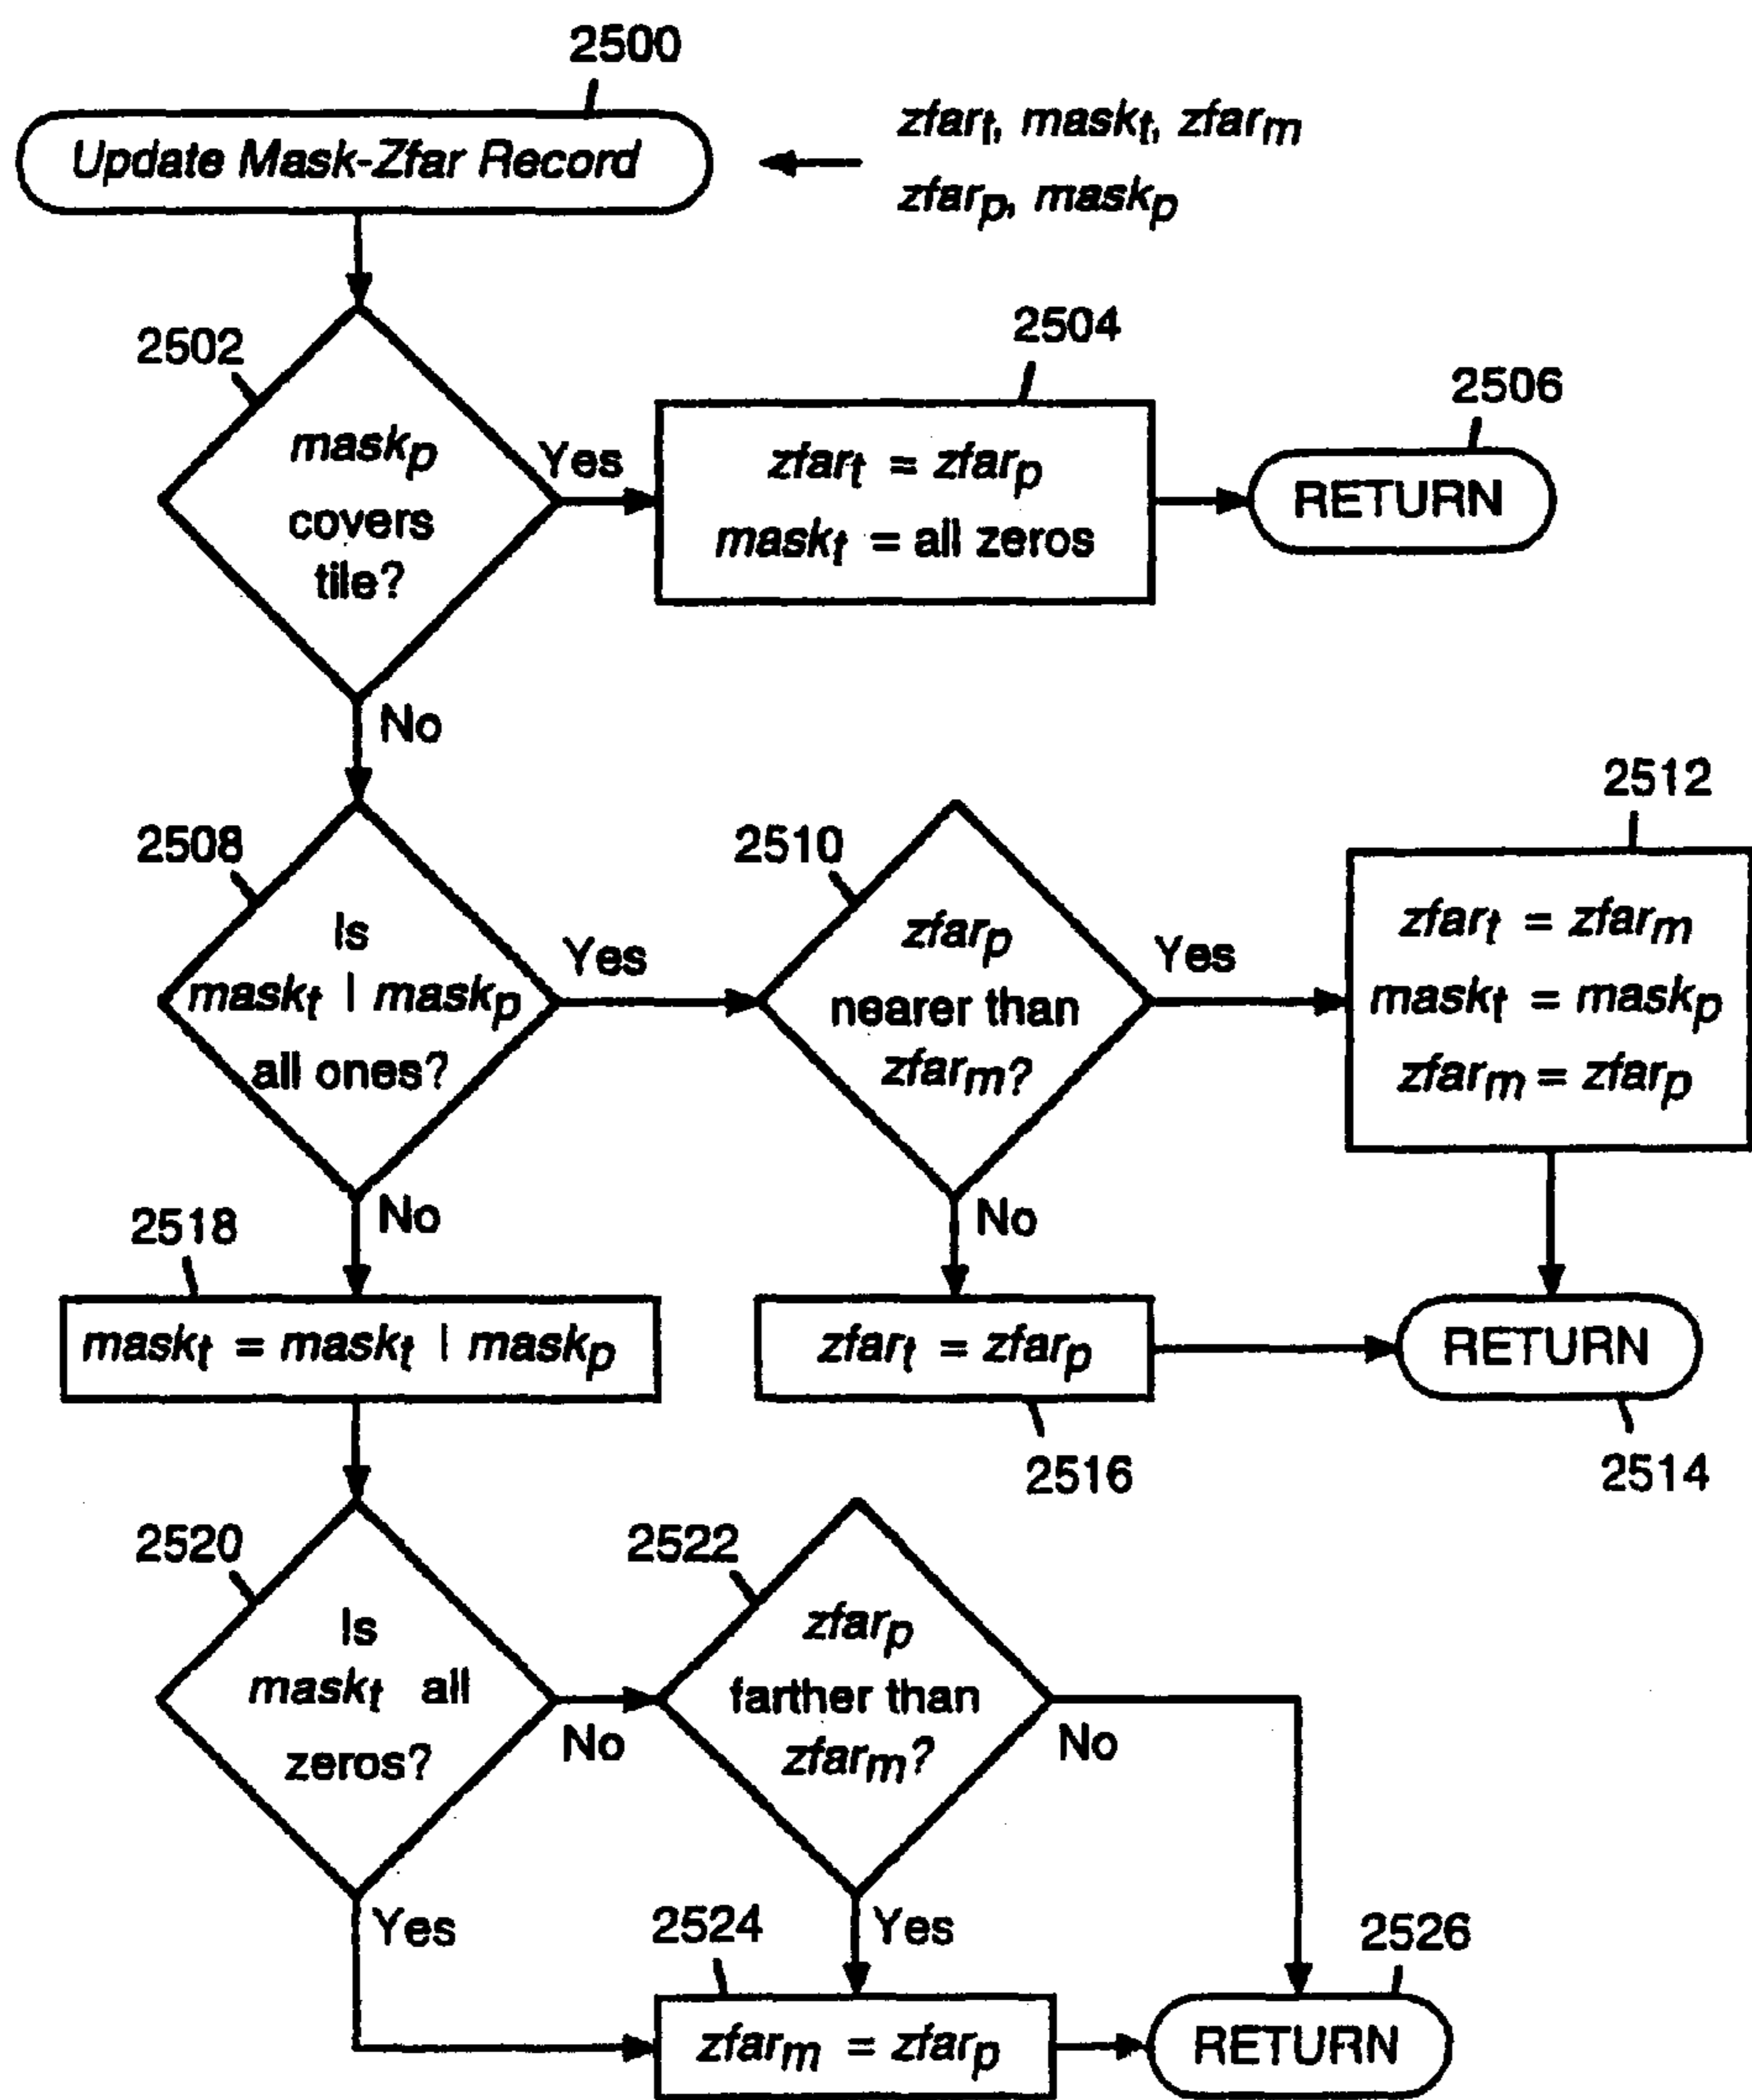 2500
Update Mask-Zfar Record
zfart, maskt, zfarm
zfarp, maskp
2502
maskp
covers
tile?
Yes
2504
zfart = zfarp
maskt = all zeros
2506
RETURN
No
2508
Is
maskt | maskp
all ones?
Yes
2510
zfarp
nearer than
zfarm?
Yes
2512
zfart = zfarm
maskt = maskp
zfarm = zfarp
No
2518
maskt = maskt | maskp
No
zfart = zfarp
2516
RETURN
2514
2520
Is
maskt all
zeros?
No
2522
zfarp
farther than
zfarm?
No
Yes
2524
Yes
zfarm = zfarp
2526
RETURN